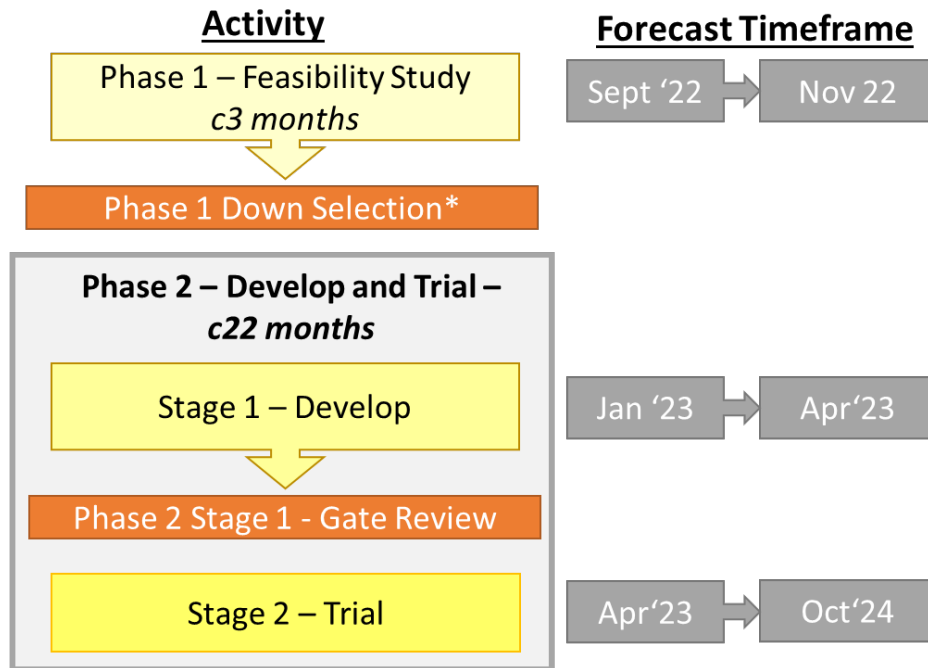 Activity
Forecast Timeframe
Phase 1 – Feasibility Study
c3 months
Sept ‘22
Nov 22
Phase 1 Down Selection*
Phase 2 – Develop and Trial –
c22 months
Stage 1 – Develop
Jan ‘23
Apr‘23
Phase 2 Stage 1 - Gate Review
Stage 2 – Trial
Apr‘23
Oct‘24